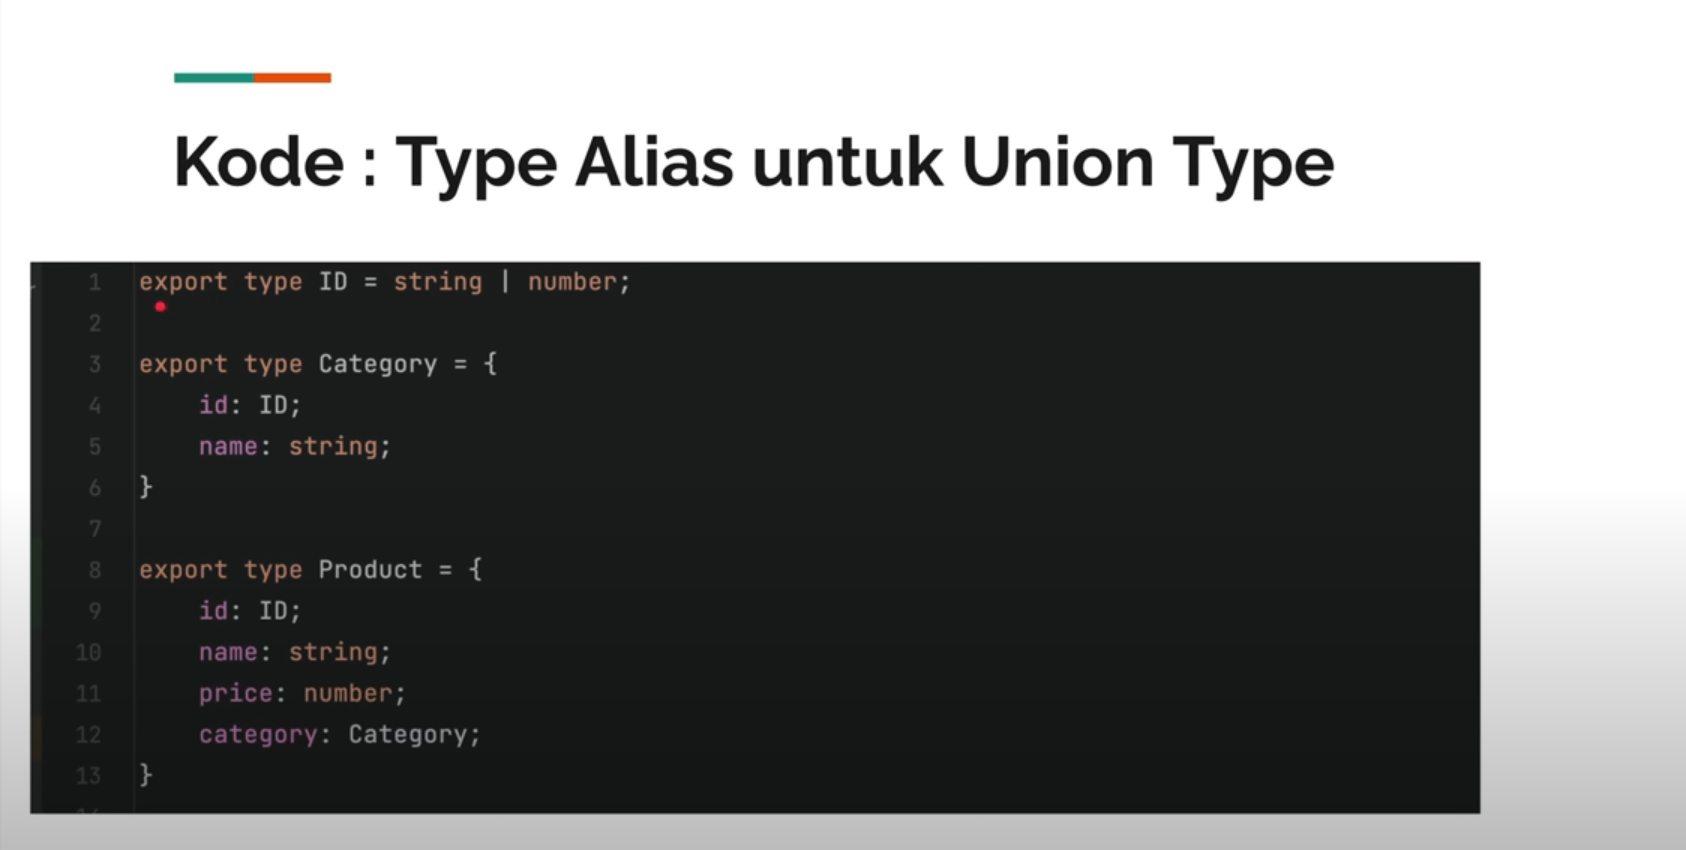 Kode : Type Alias untuk Union Type
1 export type ID = string | number;
2
3 export type Category = {
4     id: ID;
5     name: string;
6 }
7
8 export type Product = {
9     id: ID;
10     name: string;
11     price: number;
12     category: Category;
13 }